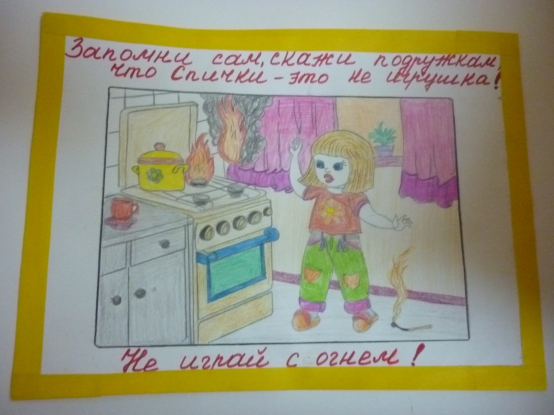 Запомни сам, скажи подружкам,
что Спички - это не игрушка!
Не играй с огнем!